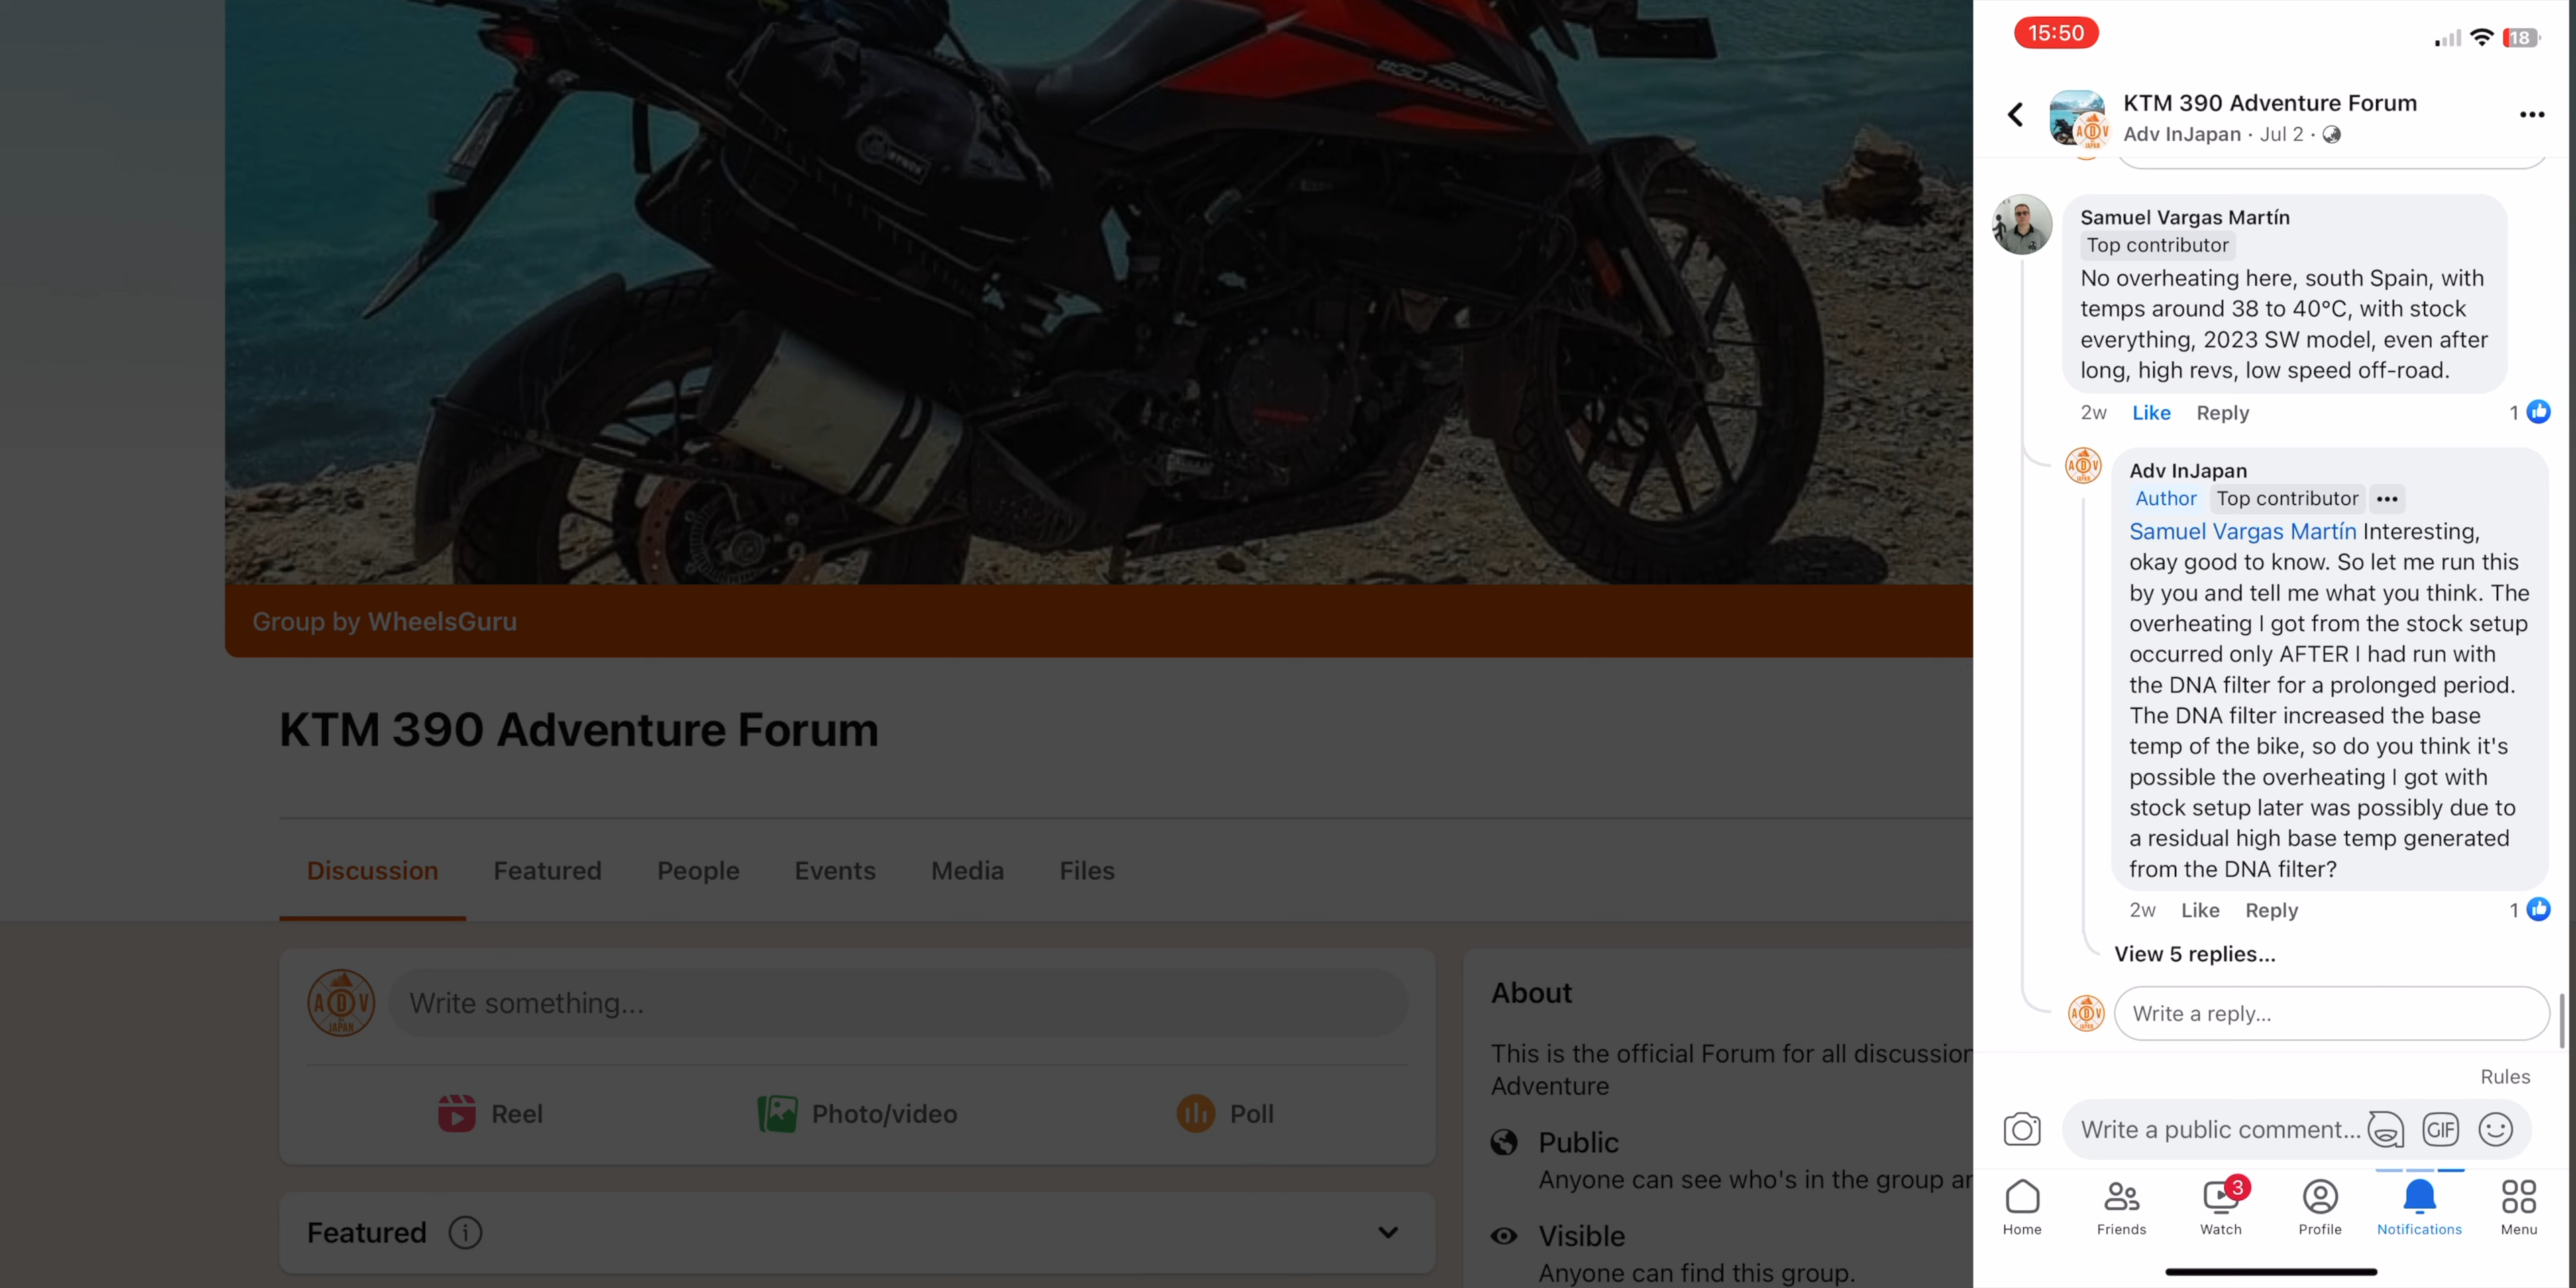 Group by WheelsGuru
KTM 390 Adventure Forum
Discussion Featured People Events Media Files
ADV
JAPAN
Write something...
Reel Photo/video Poll
Featured
About
This is the official Forum for all discussion
Adventure
Public
Anyone can see who's in the group ar
Visible
Anyone can find this group.
15:50
18
KTM 390 Adventure Forum
Adv InJapan · Jul 2 ·
Samuel Vargas Martín
Top contributor
No overheating here, south Spain, with
temps around 38 to 40°C, with stock
everything, 2023 SW model, even after
long, high revs, low speed off-road.
2w Like Reply 1
Adv InJapan
Author Top contributor
Samuel Vargas Martín Interesting,
okay good to know. So let me run this
by you and tell me what you think. The
overheating I got from the stock setup
occurred only AFTER I had run with
the DNA filter for a prolonged period.
The DNA filter increased the base
temp of the bike, so do you think it's
possible the overheating I got with
stock setup later was possibly due to
a residual high base temp generated
from the DNA filter?
2w Like Reply 1
View 5 replies...
Write a reply...
Rules
Write a public comment... GIF
3
Home Friends Watch Profile Notifications Menu